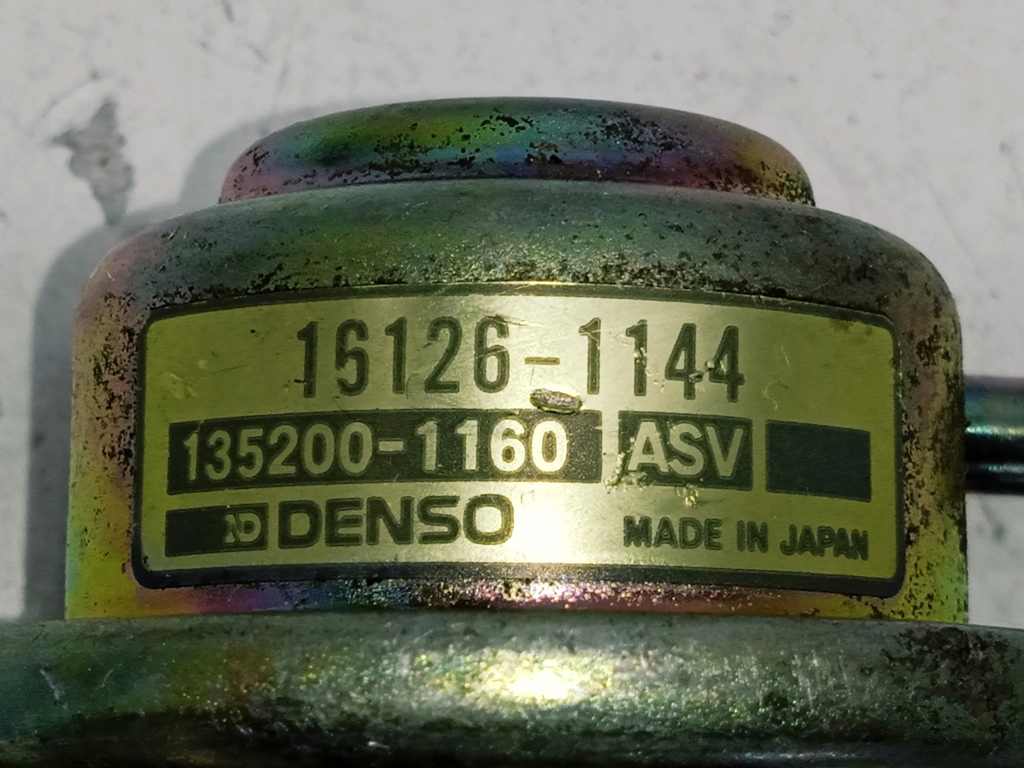 16126-1144
135200-1160 ASV
ND DENSO MADE IN JAPAN